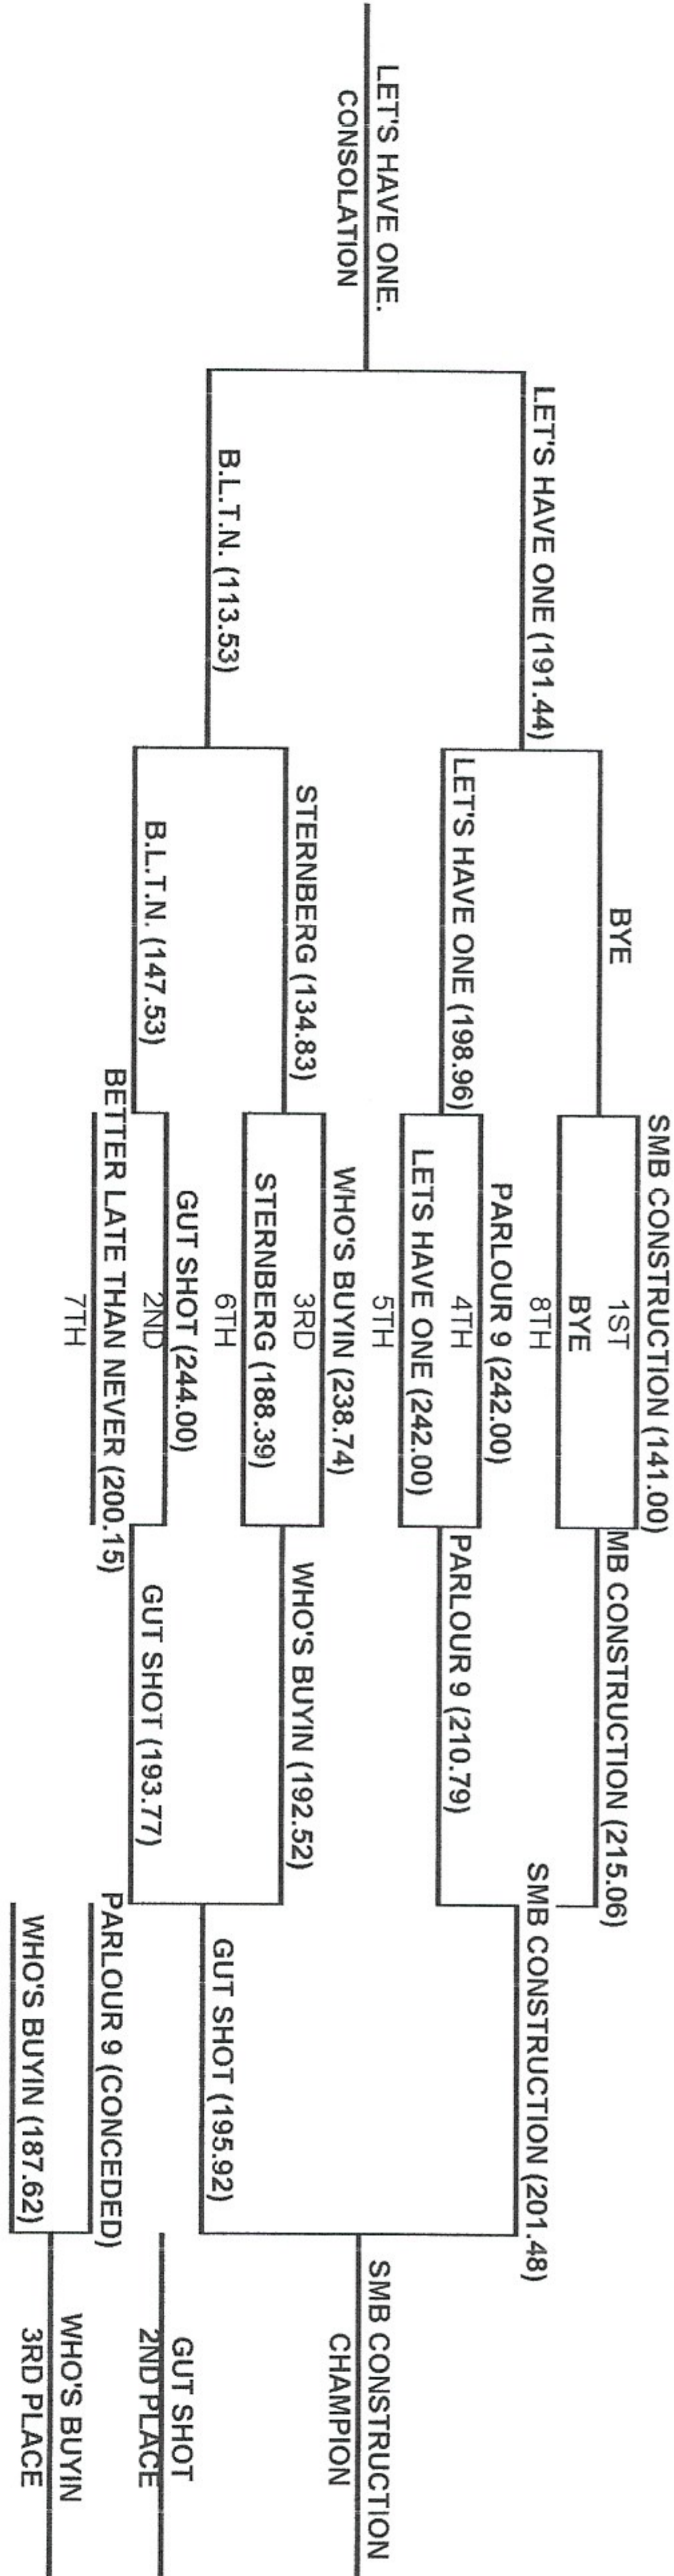 SMB CONSTRUCTION (141.00)
1ST
BYE
8TH
PARLOUR 9 (242.00)
4TH
LETS HAVE ONE (242.00)
5TH
WHO'S BUYIN (238.74)
3RD
STERNBERG (188.39)
6TH
GUT SHOT (244.00)
2ND
BETTER LATE THAN NEVER (200.15)
7TH
BYE
LET'S HAVE ONE (198.96)
STERNBERG (134.83)
B.L.T.N. (147.53)
LET'S HAVE ONE (191.44)
B.L.T.N. (113.53)
LET'S HAVE ONE.
CONSOLATION
MB CONSTRUCTION (215.06)
PARLOUR 9 (210.79)
WHO'S BUYIN (192.52)
GUT SHOT (193.77)
SMB CONSTRUCTION (201.48)
GUT SHOT (195.92)
PARLOUR 9 (CONCEDED)
WHO'S BUYIN (187.62)
SMB CONSTRUCTION
CHAMPION
GUT SHOT
2ND PLACE
WHO'S BUYIN
3RD PLACE